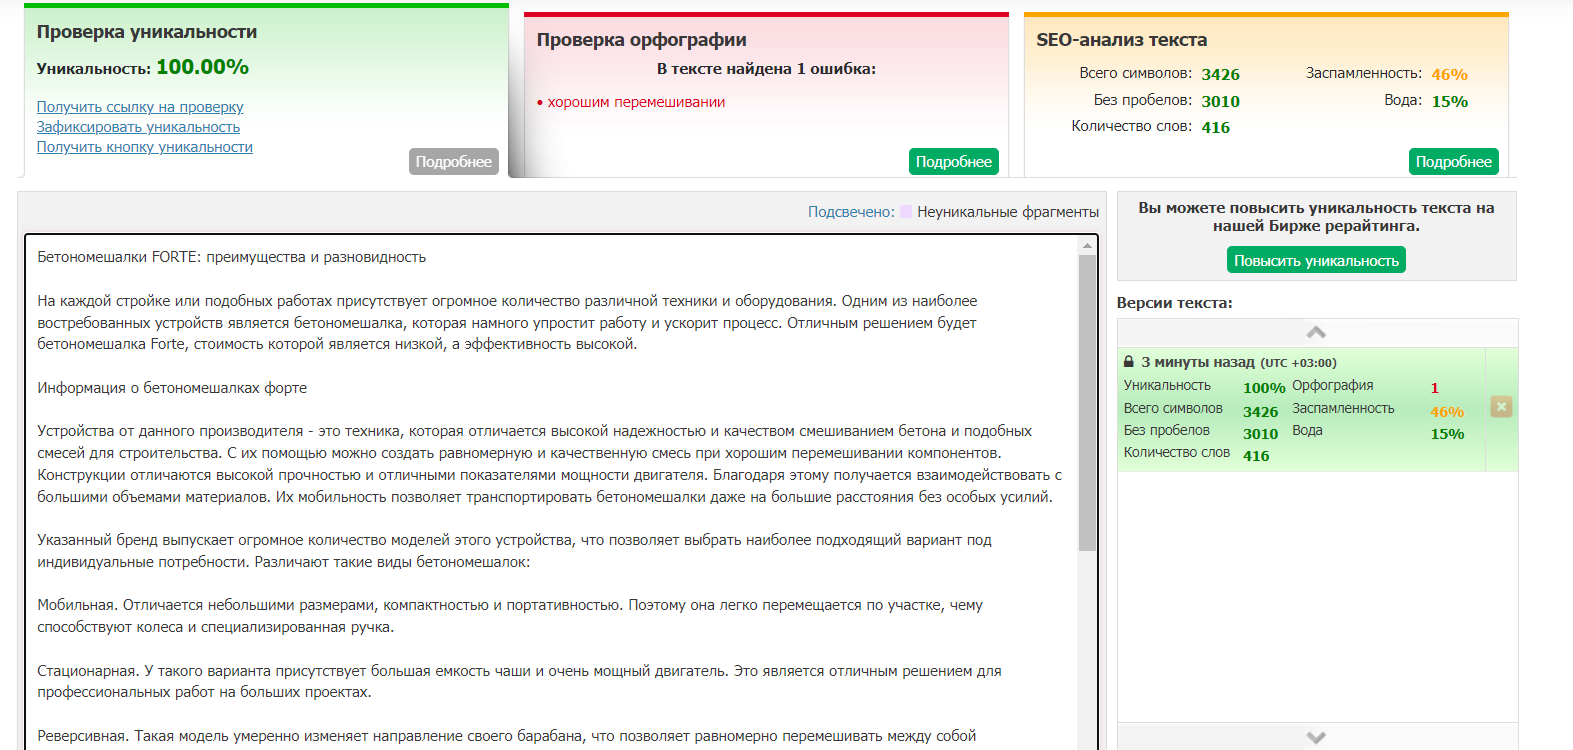 Проверка уникальности
Уникальность: 100.00%
Получить ссылку на проверку
Зафиксировать уникальность
Получить кнопку уникальности
Подробнее
Проверка орфографии
В тексте найдена 1 ошибка:
• хорошим перемешивании
Подробнее
SEO-анализ текста
Всего символов: 3426
Заспамленность: 46%
Без пробелов: 3010
Вода: 15%
Количество слов: 416
Подробнее
Подсвечено: Неуникальные фрагменты
Бетономешалки FORTE: преимущества и разновидность
На каждой стройке или подобных работах присутствует огромное количество различной техники и оборудования. Одним из наиболее
востребованных устройств является бетономешалка, которая намного упростит работу и ускорит процесс. Отличным решением будет
бетономешалка Forte, стоимость которой является низкой, а эффективность высокой.
Информация о бетономешалках форте
Устройства от данного производителя - это техника, которая отличается высокой надежностью и качеством смешиванием бетона и подобных
смесей для строительства. С их помощью можно создать равномерную и качественную смесь при хорошим перемешивании компонентов.
Конструкции отличаются высокой прочностью и отличными показателями мощности двигателя. Благодаря этому получается взаимодействовать с
большими объемами материалов. Их мобильность позволяет транспортировать бетономешалки даже на большие расстояния без особых усилий.
Указанный бренд выпускает огромное количество моделей этого устройства, что позволяет выбрать наиболее подходящий вариант под
индивидуальные потребности. Различают такие виды бетономешалок:
Мобильная. Отличается небольшими размерами, компактностью и портативностью. Поэтому она легко перемещается по участке, чему
способствуют колеса и специализированная ручка.
Стационарная. У такого варианта присутствует большая емкость чаши и очень мощный двигатель. Это является отличным решением для
профессиональных работ на больших проектах.
Реверсивная. Такая модель умеренно изменяет направление своего барабана, что позволяет равномерно перемешивать между собой
Вы можете повысить уникальность текста на
нашей Бирже рерайтинга.
Повысить уникальность
Версии текста:
3 минуты назад (UTC +03:00)
Уникальность 100% Орфография 1
Всего символов 3426 Заспамленность 46%
Без пробелов 3010 Вода 15%
Количество слов 416